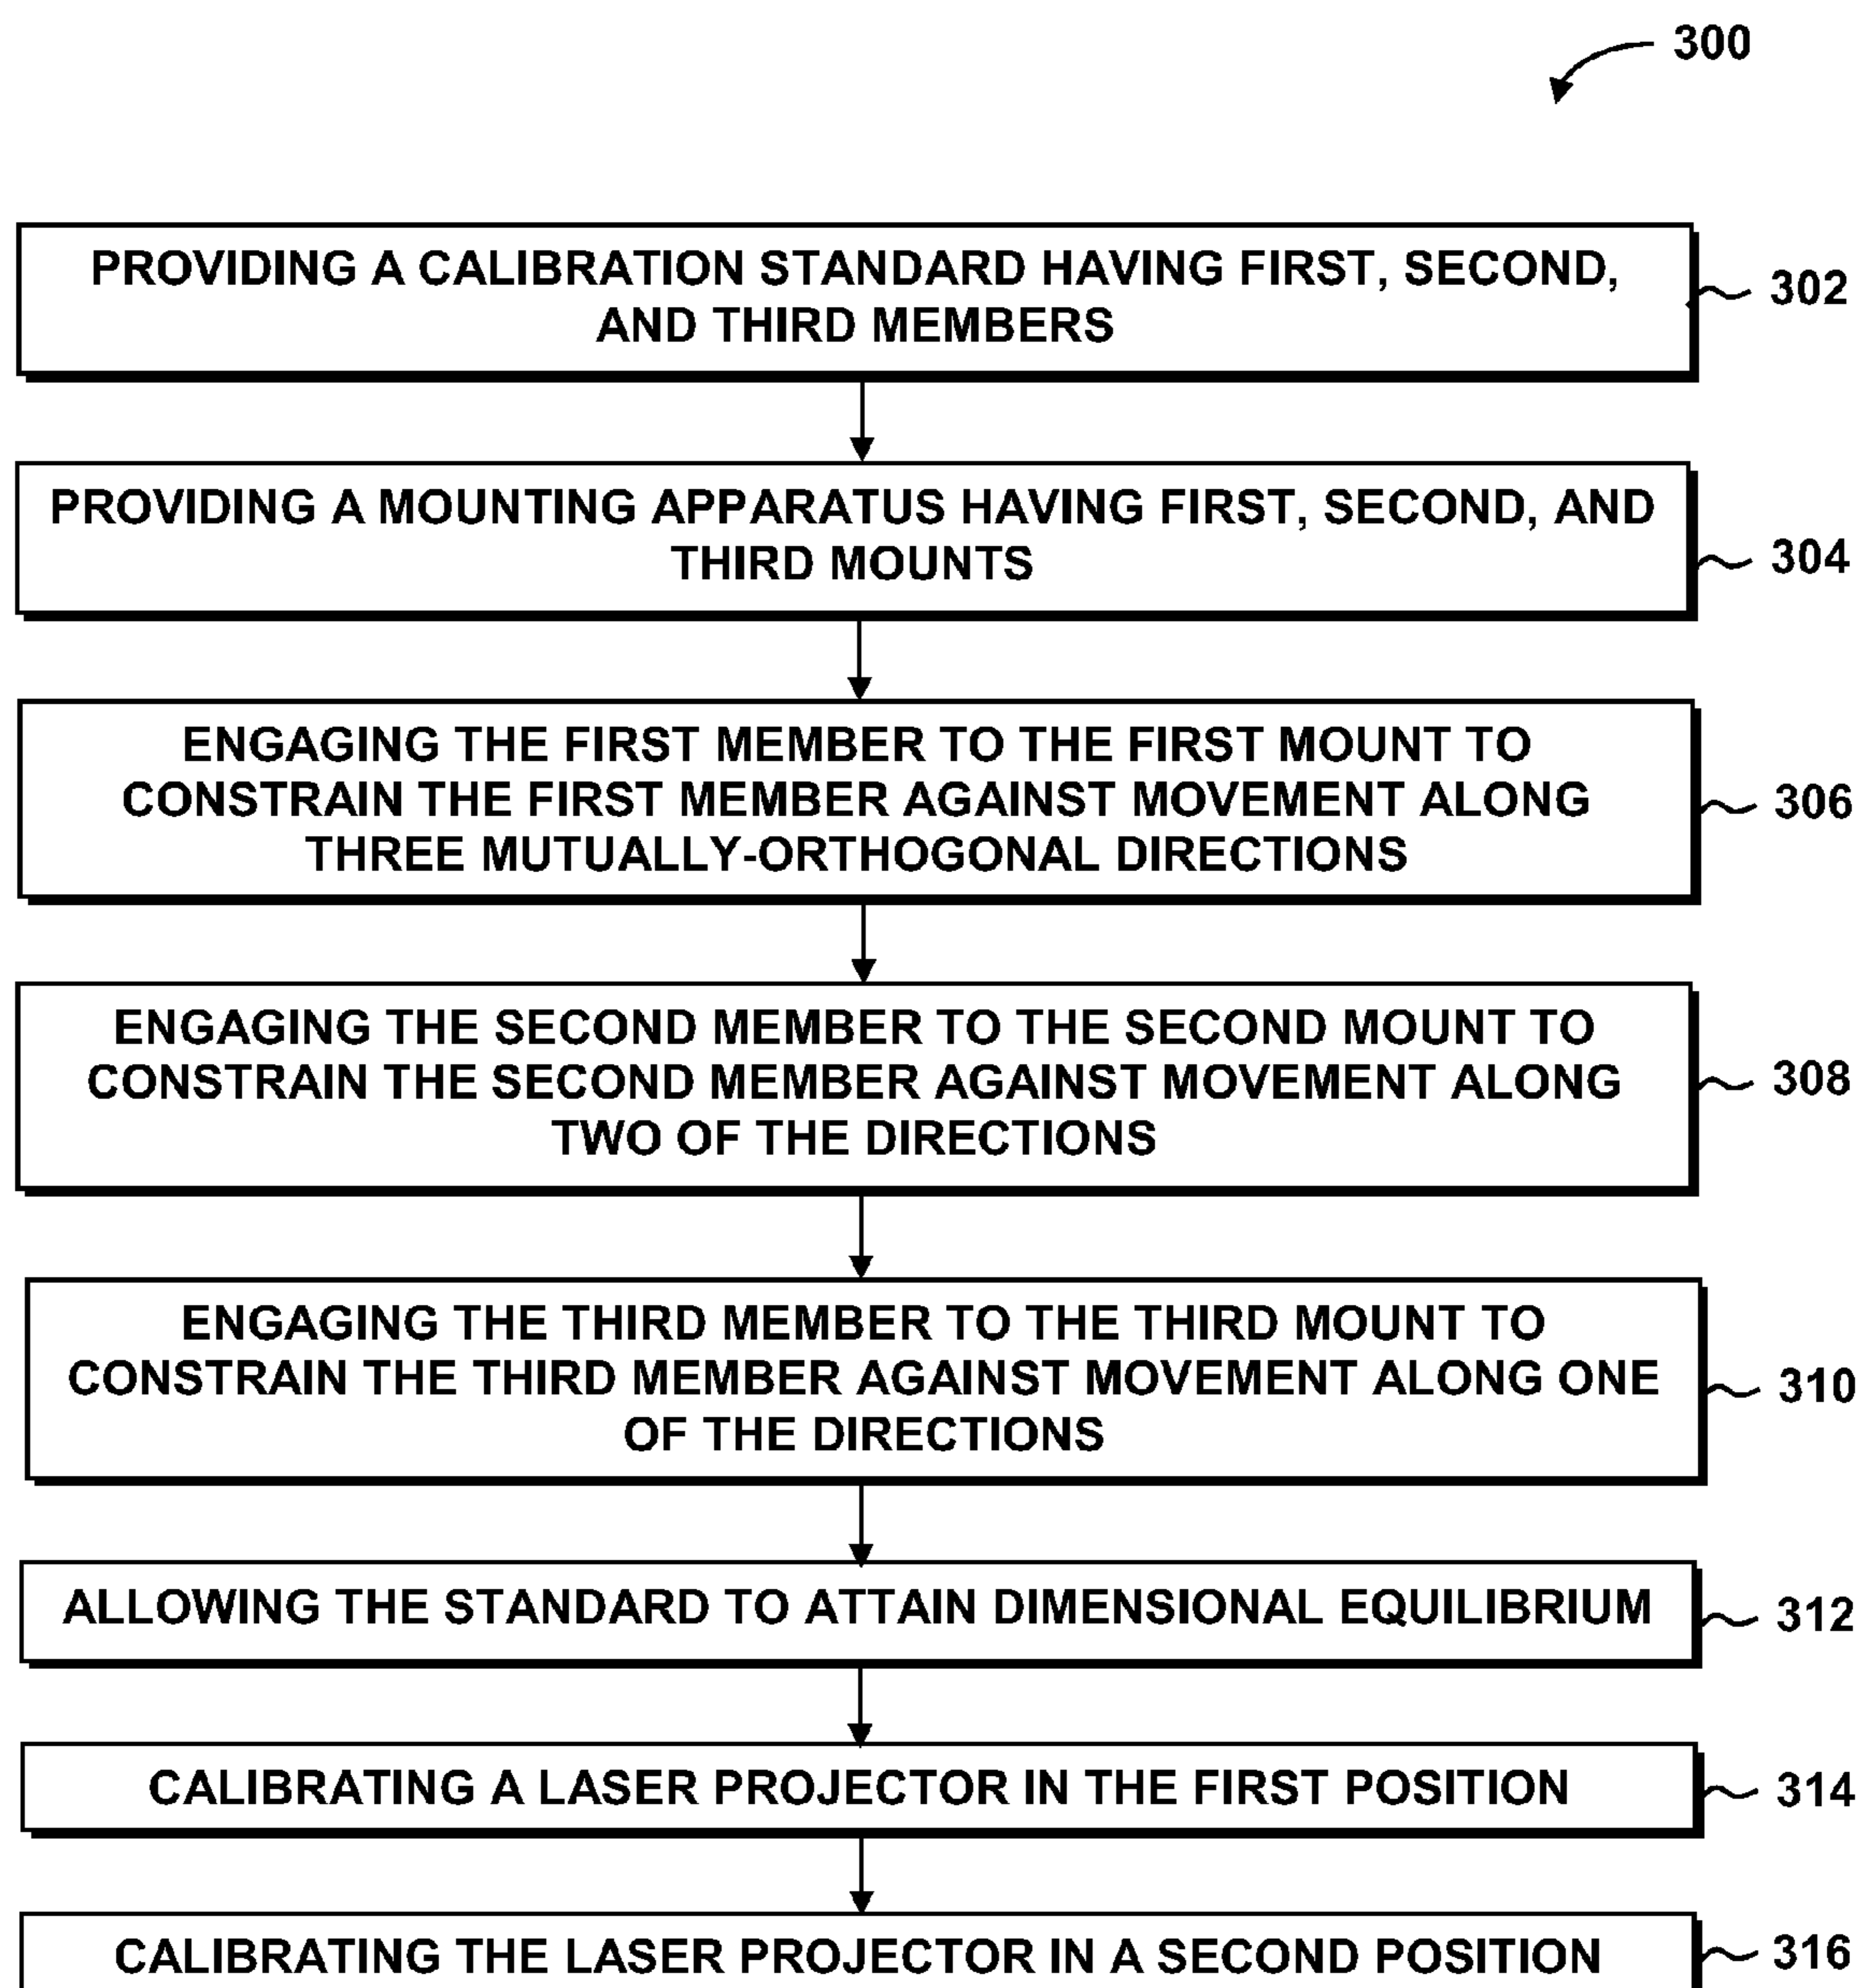 300
PROVIDING A CALIBRATION STANDARD HAVING FIRST, SECOND,
AND THIRD MEMBERS
302
PROVIDING A MOUNTING APPARATUS HAVING FIRST, SECOND, AND
THIRD MOUNTS
304
ENGAGING THE FIRST MEMBER TO THE FIRST MOUNT TO
CONSTRAIN THE FIRST MEMBER AGAINST MOVEMENT ALONG
THREE MUTUALLY-ORTHOGONAL DIRECTIONS
306
ENGAGING THE SECOND MEMBER TO THE SECOND MOUNT TO
CONSTRAIN THE SECOND MEMBER AGAINST MOVEMENT ALONG
TWO OF THE DIRECTIONS
308
ENGAGING THE THIRD MEMBER TO THE THIRD MOUNT TO
CONSTRAIN THE THIRD MEMBER AGAINST MOVEMENT ALONG ONE
OF THE DIRECTIONS
310
ALLOWING THE STANDARD TO ATTAIN DIMENSIONAL EQUILIBRIUM
312
CALIBRATING A LASER PROJECTOR IN THE FIRST POSITION
314
CALIBRATING THE LASER PROJECTOR IN A SECOND POSITION
316